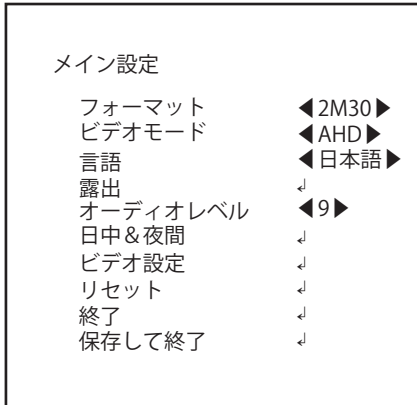 メイン設定
フォーマット ◀2M30▶
ビデオモード ◀AHD▶
言語 ◀日本語▶
露出 ↲
オーディオレベル ◀9▶
日中＆夜間 ↲
ビデオ設定 ↲
リセット ↲
終了 ↲
保存して終了 ↲